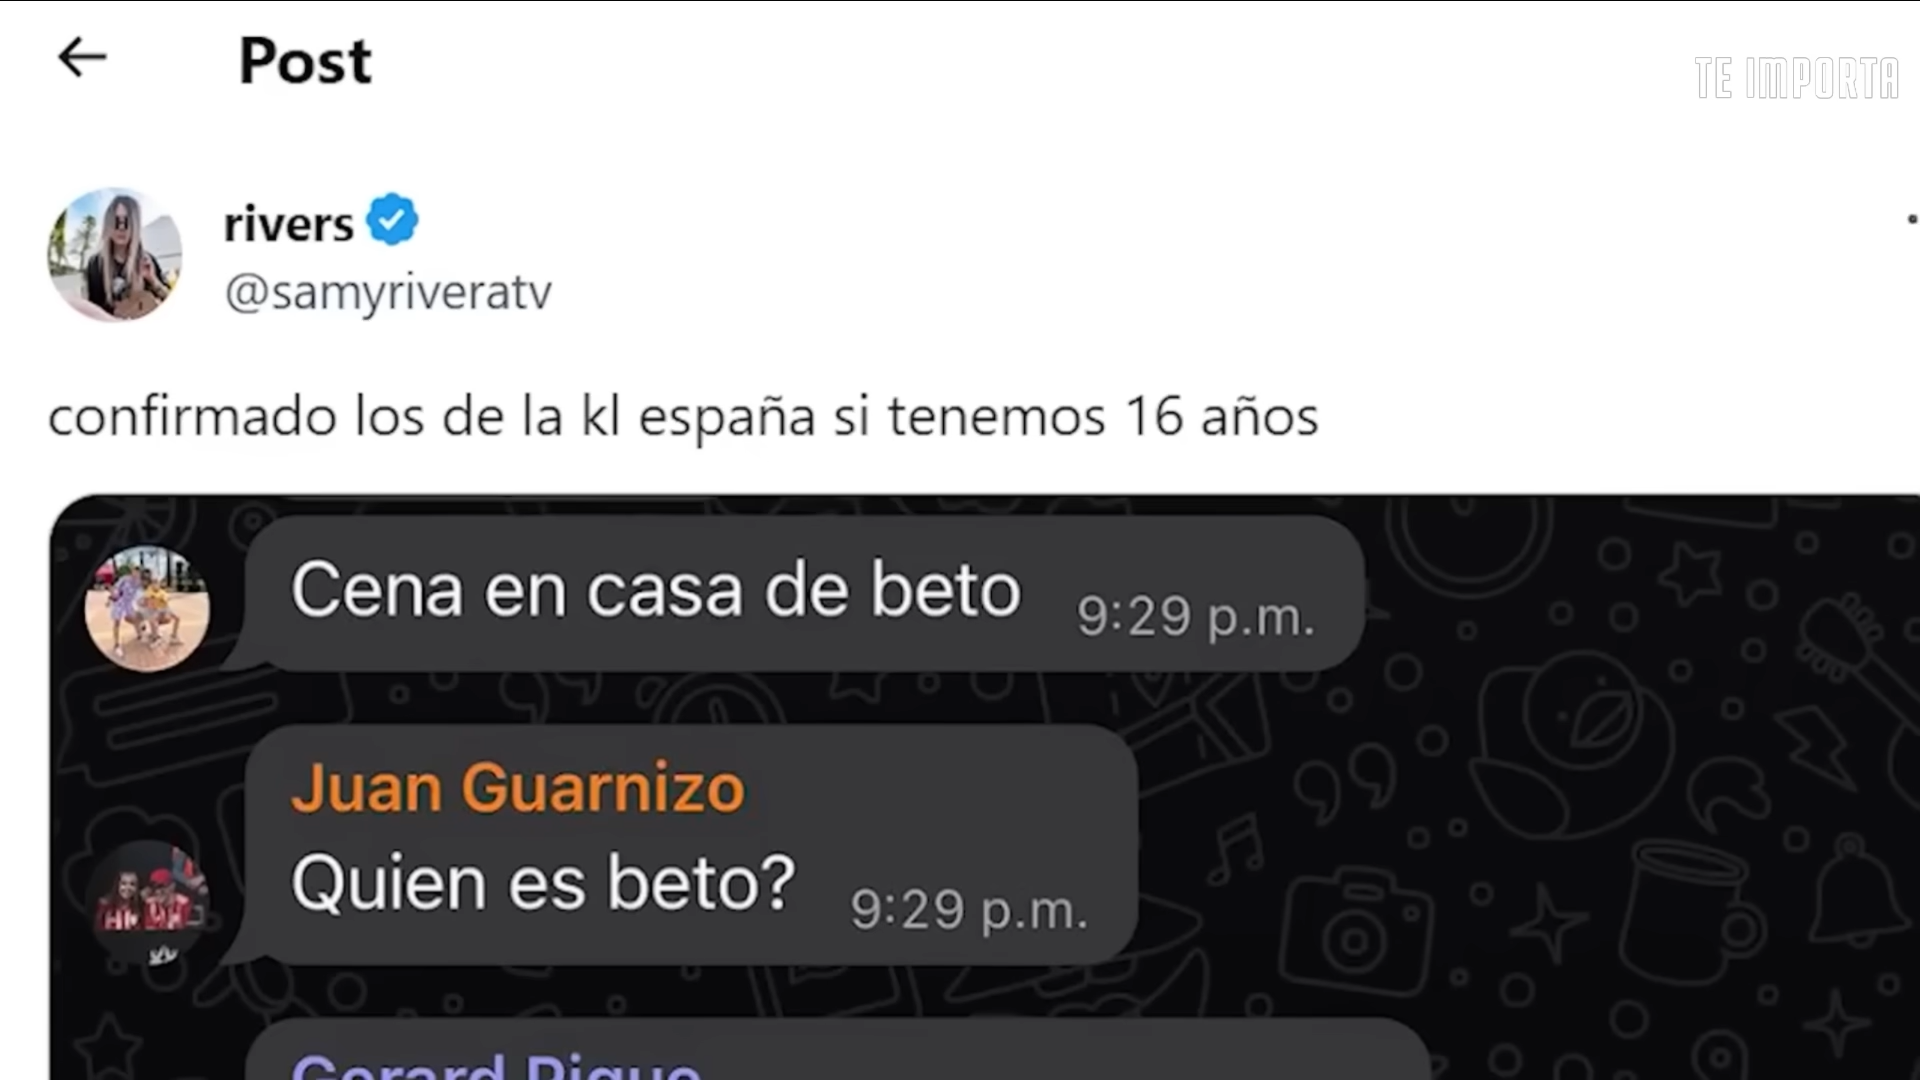 Post
TE IMPORTA
rivers
@samyriveratv
confirmado los de la kl españa si tenemos 16 años
Cena en casa de beto 9:29 p.m.
Juan Guarnizo
Quien es beto? 9:29 p.m.
Gerard Pique